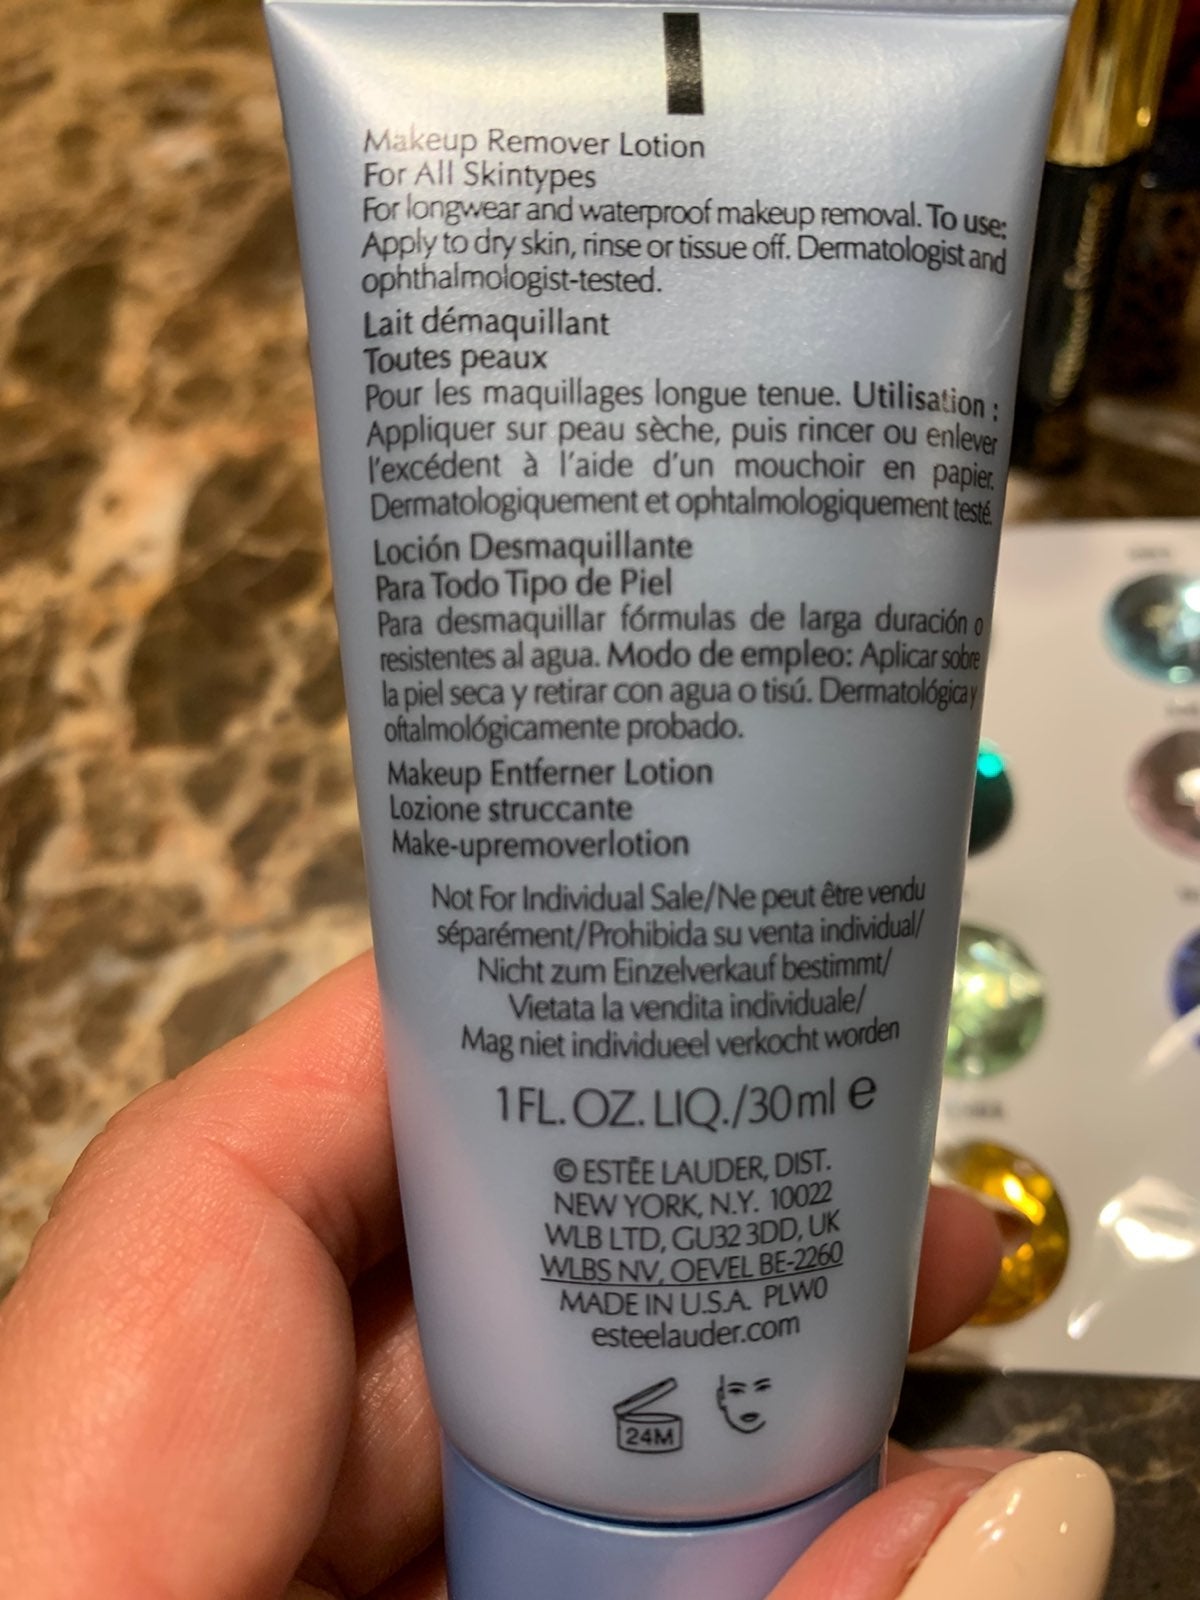 Makeup Remover Lotion
For All Skintypes
For longwear and waterproof makeup removal. To use:
Apply to dry skin, rinse or tissue off. Dermatologist and
ophthalmologist-tested.
Lait démaquillant
Toutes peaux
Pour les maquillages longue tenue. Utilisation :
Appliquer sur peau sèche, puis rincer ou enlever
l'excédent à l'aide d'un mouchoir en papier.
Dermatologiquement et ophtalmologiquement testé.
Loción Desmaquillante
Para Todo Tipo de Piel
Para desmaquillar fórmulas de larga duración o
resistentes al agua. Modo de empleo: Aplicar sobre
la piel seca y retirar con agua o tisú. Dermatológica y
oftalmológicamente probado.
Makeup Entferner Lotion
Lozione struccante
Make-upremoverlotion
Not For Individual Sale/Ne peut être vendu
séparément/Prohibida su venta individual/
Nicht zum Einzelverkauf bestimmt/
Vietata la vendita individuale/
Mag niet individueel verkocht worden
1 FL. OZ. LIQ./30 ml e
© ESTĒE LAUDER, DIST.
NEW YORK, N.Y. 10022
WLB LTD, GU32 3DD, UK
WLBS NV, OEVEL BE-2260
MADE IN U.S.A. PLW0
esteelauder.com
24M